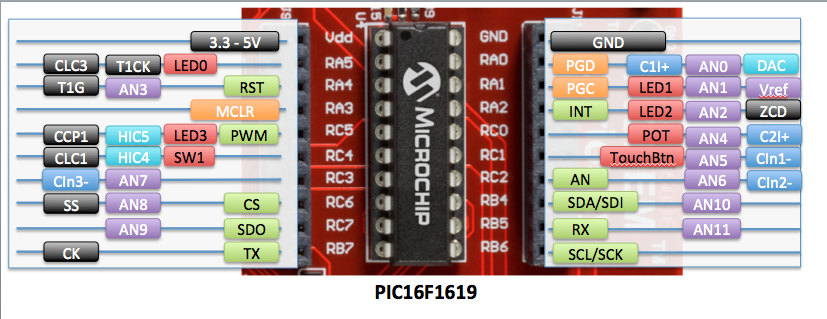 3.3 - 5V Vdd GND GND
CLC3 T1CK LED0 RA5 RA0 PGD C1I+ AN0 DAC
T1G AN3 RST RA4 RA1 PGC LED1 AN1 Vref
MCLR RA3 RA2 INT LED2 AN2 ZCD
CCP1 HIC5 LED3 PWM RC5 RC0 POT AN4 C2I+
CLC1 HIC4 SW1 RC4 RC1 TouchBtn AN5 CIn1-
CIn3- AN7 RC3 RC2 AN AN6 CIn2-
SS AN8 CS RC6 RB4 SDA/SDI AN10
AN9 SDO RC7 RB5 RX AN11
CK TX RB7 RB6 SCL/SCK
MICROCHIP
PIC16F1619